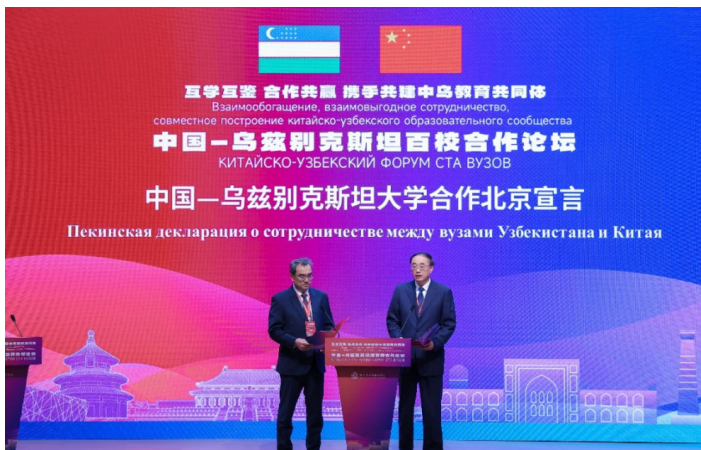 互学互鉴 合作共赢 携手共建中乌教育共同体
Взаимообогащение, взаимовыгодное сотрудничество,
совместное построение китайско-узбекского образовательного сообщества
中国-乌兹别克斯坦百校合作论坛
КИТАЙСКО-УЗБЕКСКИЙ ФОРУМ СТА ВУЗОВ
中国—乌兹别克斯坦大学合作北京宣言
Пекинская декларация о сотрудничестве между вузами Узбекистана и Китая